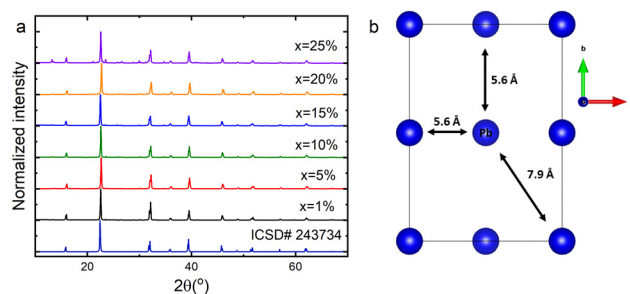 a
x=25%
x=20%
x=15%
x=10%
x=5%
x=1%
ICSD# 243734
Normalized intensity
20
40
60
2θ(°)
b
5.6 Å
5.6 Å
Pb
7.9 Å
b